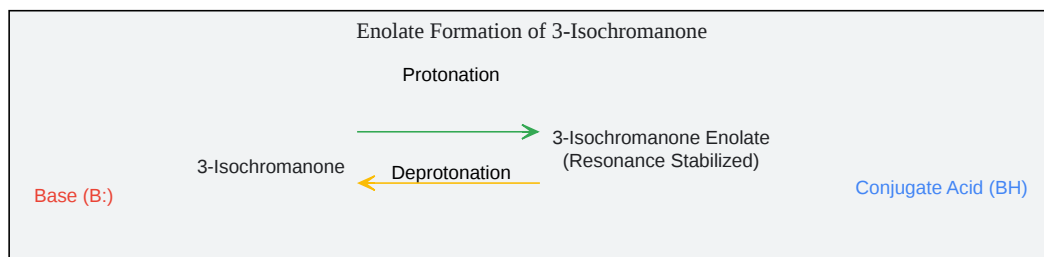 Enolate Formation of 3-Isochromanone
Protonation
3-Isochromanone Enolate
(Resonance Stabilized)
3-Isochromanone
Deprotonation
Base (B:)
Conjugate Acid (BH)